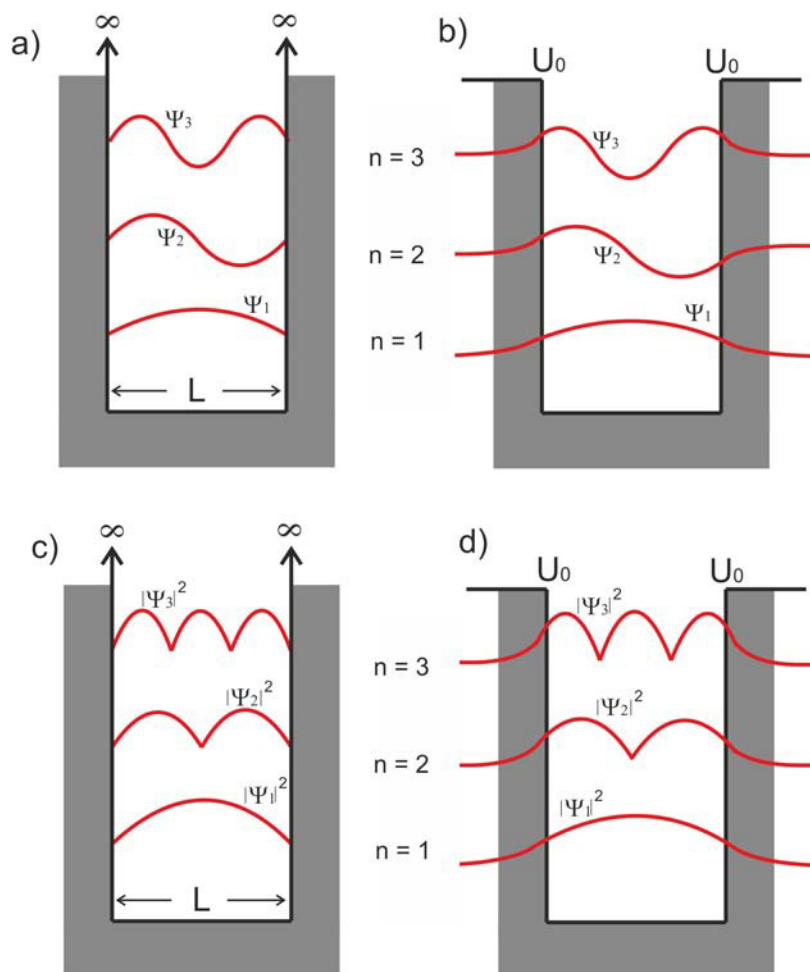 a)
∞ ∞
Ψ3
Ψ2
Ψ1
L
b)
U0 U0
n = 3 Ψ3
n = 2 Ψ2
n = 1 Ψ1
c)
∞ ∞
|Ψ3|²
|Ψ2|²
|Ψ1|²
L
d)
U0 U0
n = 3 |Ψ3|²
n = 2 |Ψ2|²
n = 1 |Ψ1|²